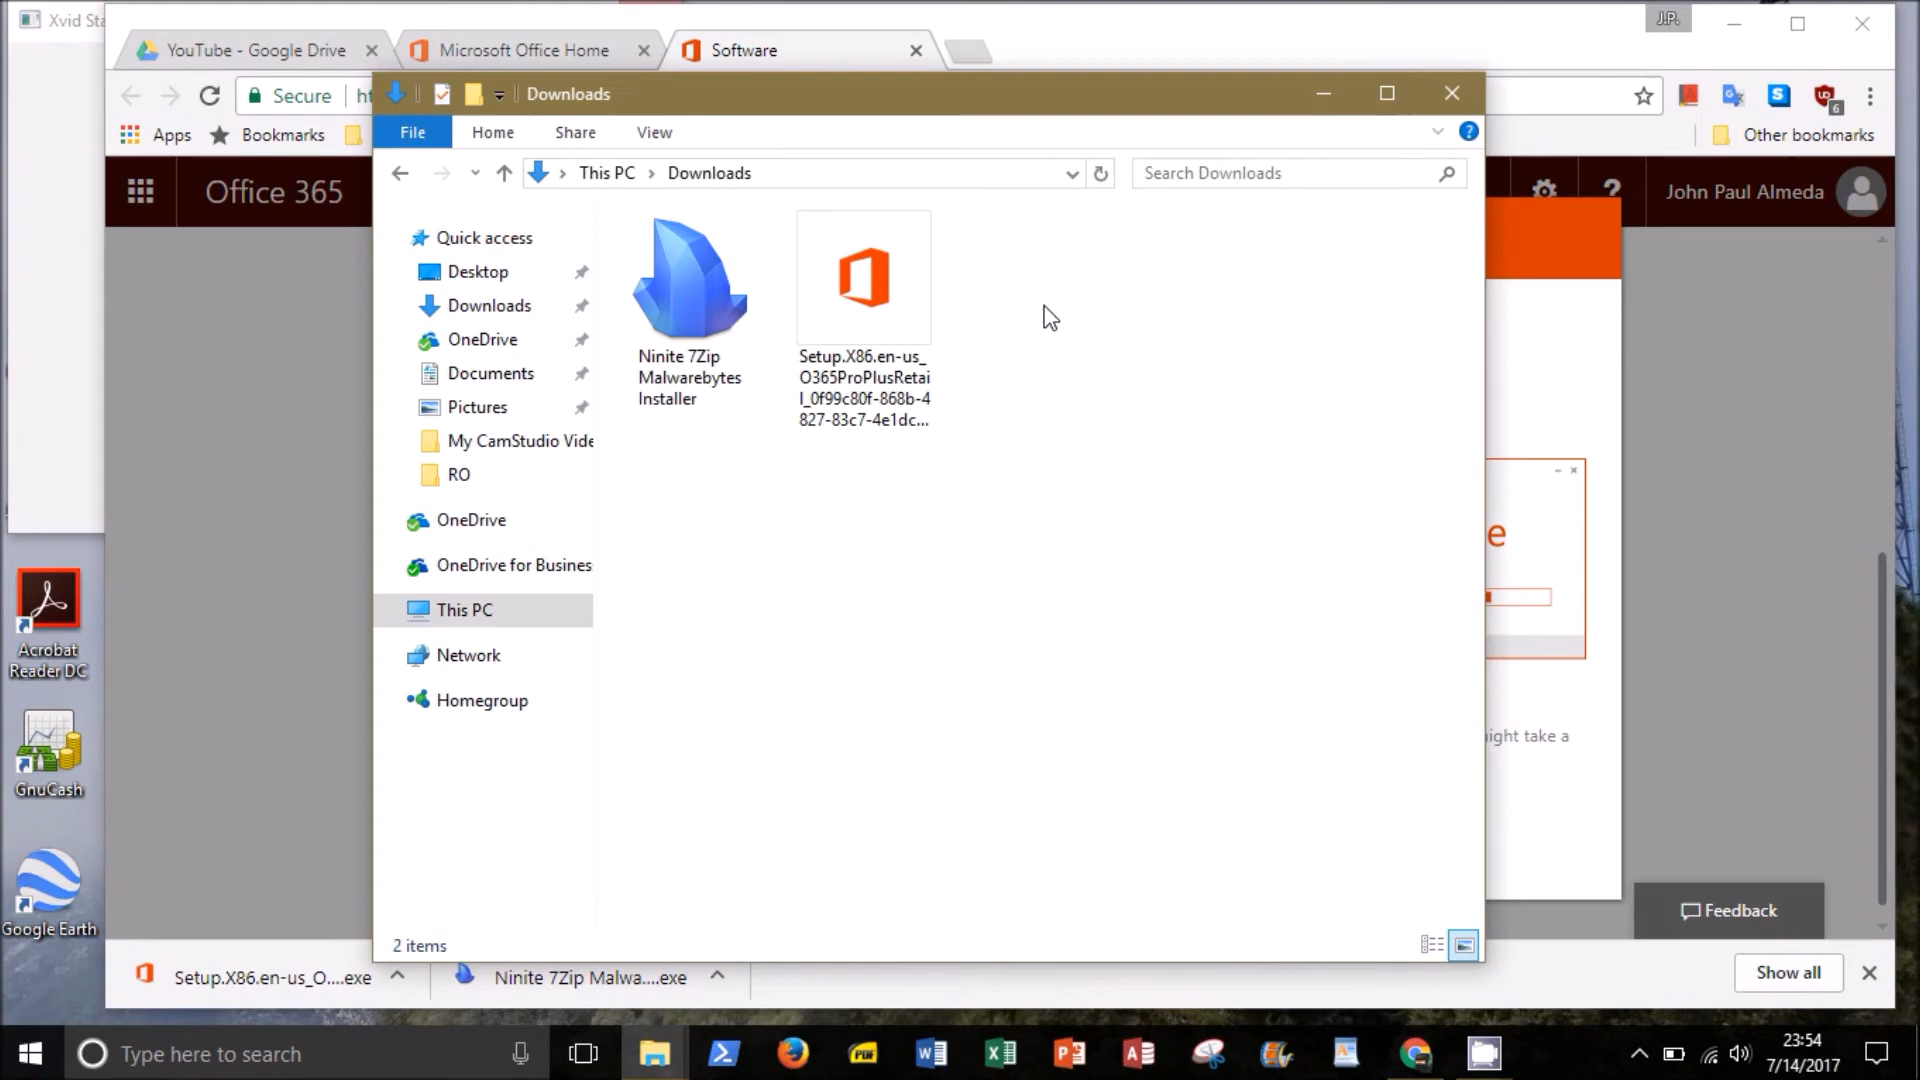 Xvid Sta
J.P.
YouTube - Google Drive
Microsoft Office Home
Software
Secure
ht
Apps
Bookmarks
Other bookmarks
Office 365
?
John Paul Almeda
Downloads
File
Home
Share
View
?
This PC > Downloads
Search Downloads
Quick access
Desktop
Downloads
OneDrive
Documents
Pictures
My CamStudio Vide
RO
OneDrive
OneDrive for Busines
This PC
Network
Homegroup
Ninite 7Zip
Malwarebytes
Installer
Setup.X86.en-us_
O365ProPlusRetai
l_0f99c80f-868b-4
827-83c7-4e1dc...
2 items
e
ight take a
Feedback
Acrobat
Reader DC
GnuCash
Google Earth
Setup.X86.en-us_O....exe
Ninite 7Zip Malwa....exe
Show all
Type here to search
PDF
23:54
7/14/2017